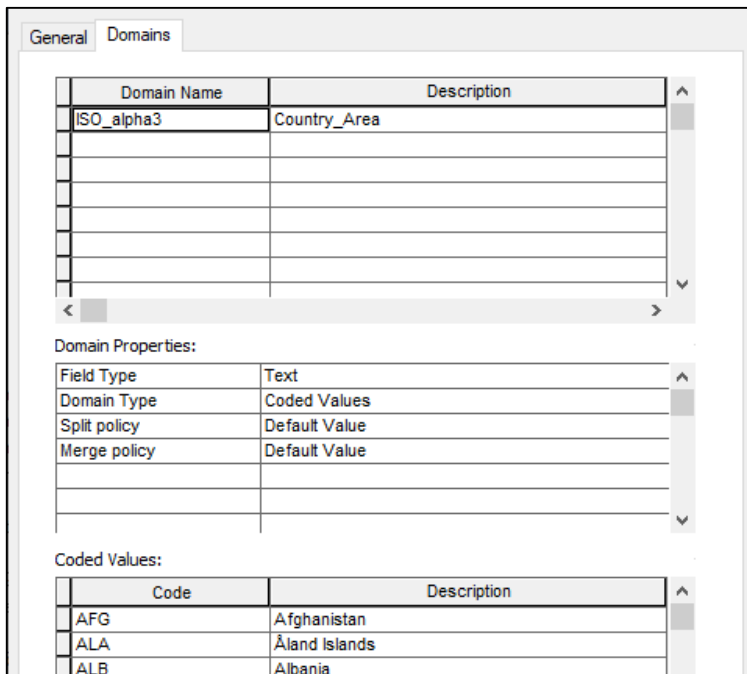 General Domains
Domain Name Description
ISO_alpha3 Country_Area
Domain Properties:
Field Type Text
Domain Type Coded Values
Split policy Default Value
Merge policy Default Value
Coded Values:
Code Description
AFG Afghanistan
ALA Åland Islands
ALB Albania